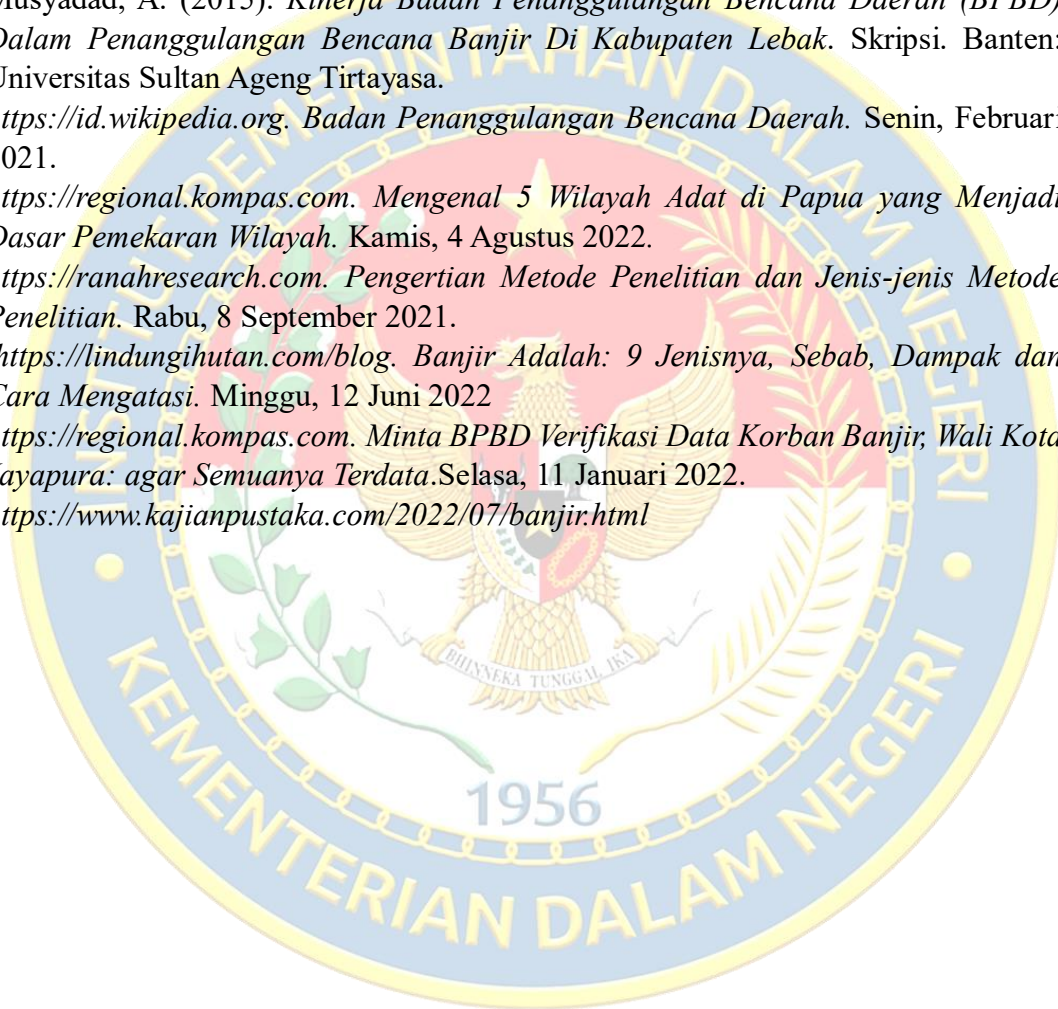 Musyadad, A. (2015). Kinerja Badan Penanggulangan Bencana Daerah (BPBD)
Dalam Penanggulangan Bencana Banjir Di Kabupaten Lebak. Skripsi. Banten:
Universitas Sultan Ageng Tirtayasa.
ttps://id.wikipedia.org. Badan Penanggulangan Bencana Daerah. Senin, Februari
021.
ttps://regional.kompas.com. Mengenal 5 Wilayah Adat di Papua yang Menjadi
Dasar Pemekaran Wilayah. Kamis, 4 Agustus 2022.
ttps://ranahresearch.com. Pengertian Metode Penelitian dan Jenis-jenis Metode
Penelitian. Rabu, 8 September 2021.
https://lindungihutan.com/blog. Banjir Adalah: 9 Jenisnya, Sebab, Dampak dan
Cara Mengatasi. Minggu, 12 Juni 2022
ttps://regional.kompas.com. Minta BPBD Verifikasi Data Korban Banjir, Wali Kota
Jayapura: agar Semuanya Terdata.Selasa, 11 Januari 2022.
ttps://www.kajianpustaka.com/2022/07/banjir.html
INSTITUT PEMERINTAHAN DALAM NEGERI
BHINNEKA TUNGGAL IKA
1956
KEMENTERIAN DALAM NEGERI